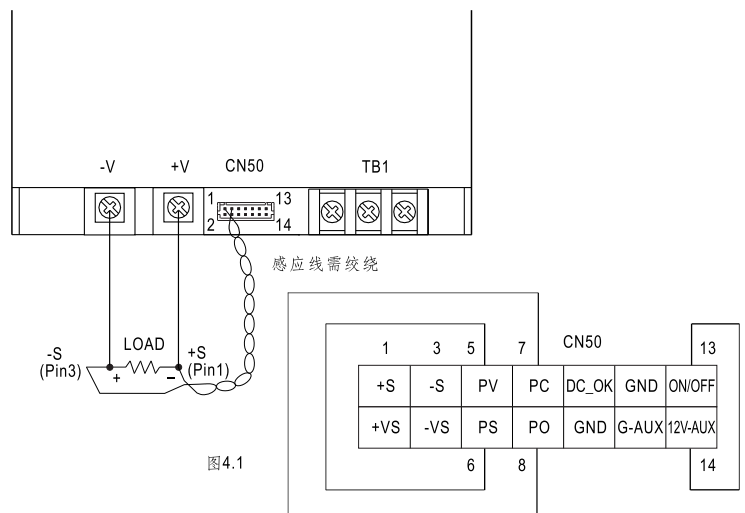 -V +V CN50 TB1
1 13
2 14
感应线需绞绕
-S LOAD +S
(Pin3) + − (Pin1)
图4.1
CN50
1 3 5 7 13
+S -S PV PC DC_OK GND ON/OFF
+VS -VS PS PO GND G-AUX 12V-AUX
6 8 14